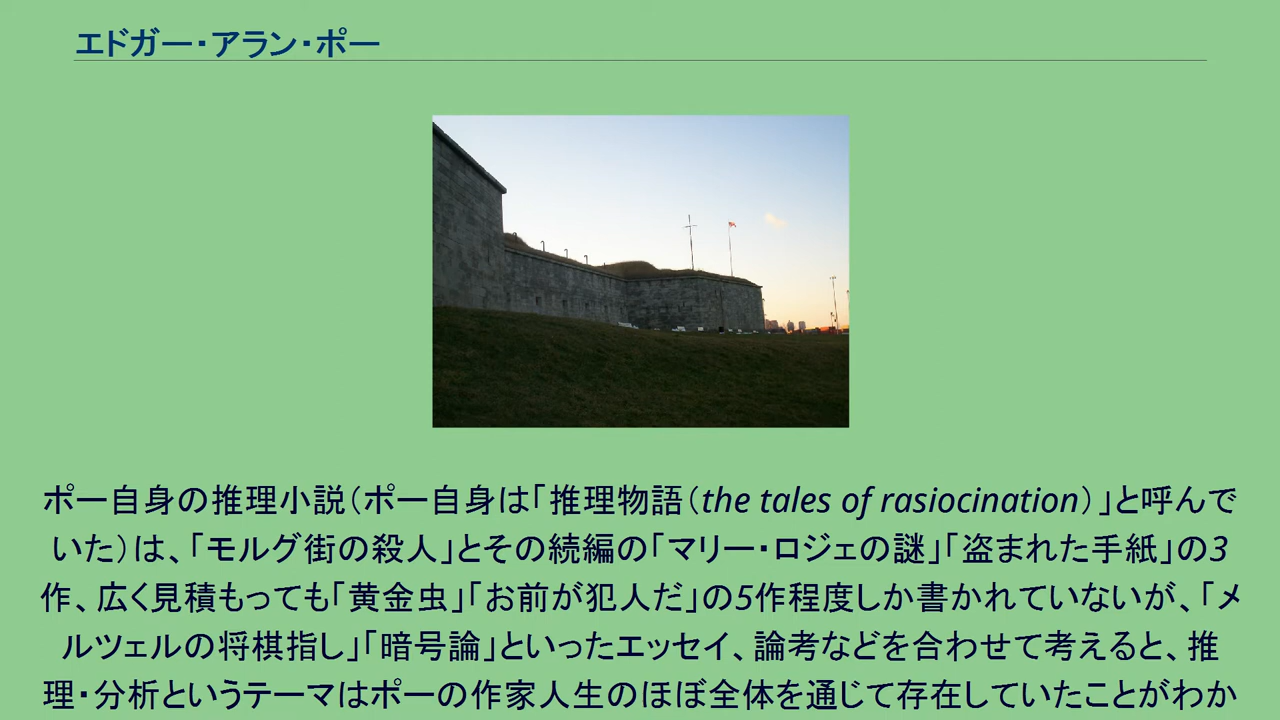 エドガー・アラン・ポー
ポー自身の推理小説（ポー自身は「推理物語（the tales of rasiocination）」と呼んで
いた）は、「モルグ街の殺人」とその続編の「マリー・ロジェの謎」「盗まれた手紙」の3
作、広く見積もっても「黄金虫」「お前が犯人だ」の5作程度しか書かれていないが、「メ
ルツェルの将棋指し」「暗号論」といったエッセイ、論考などを合わせて考えると、推
理・分析というテーマはポーの作家人生のほぼ全体を通じて存在していたことがわか